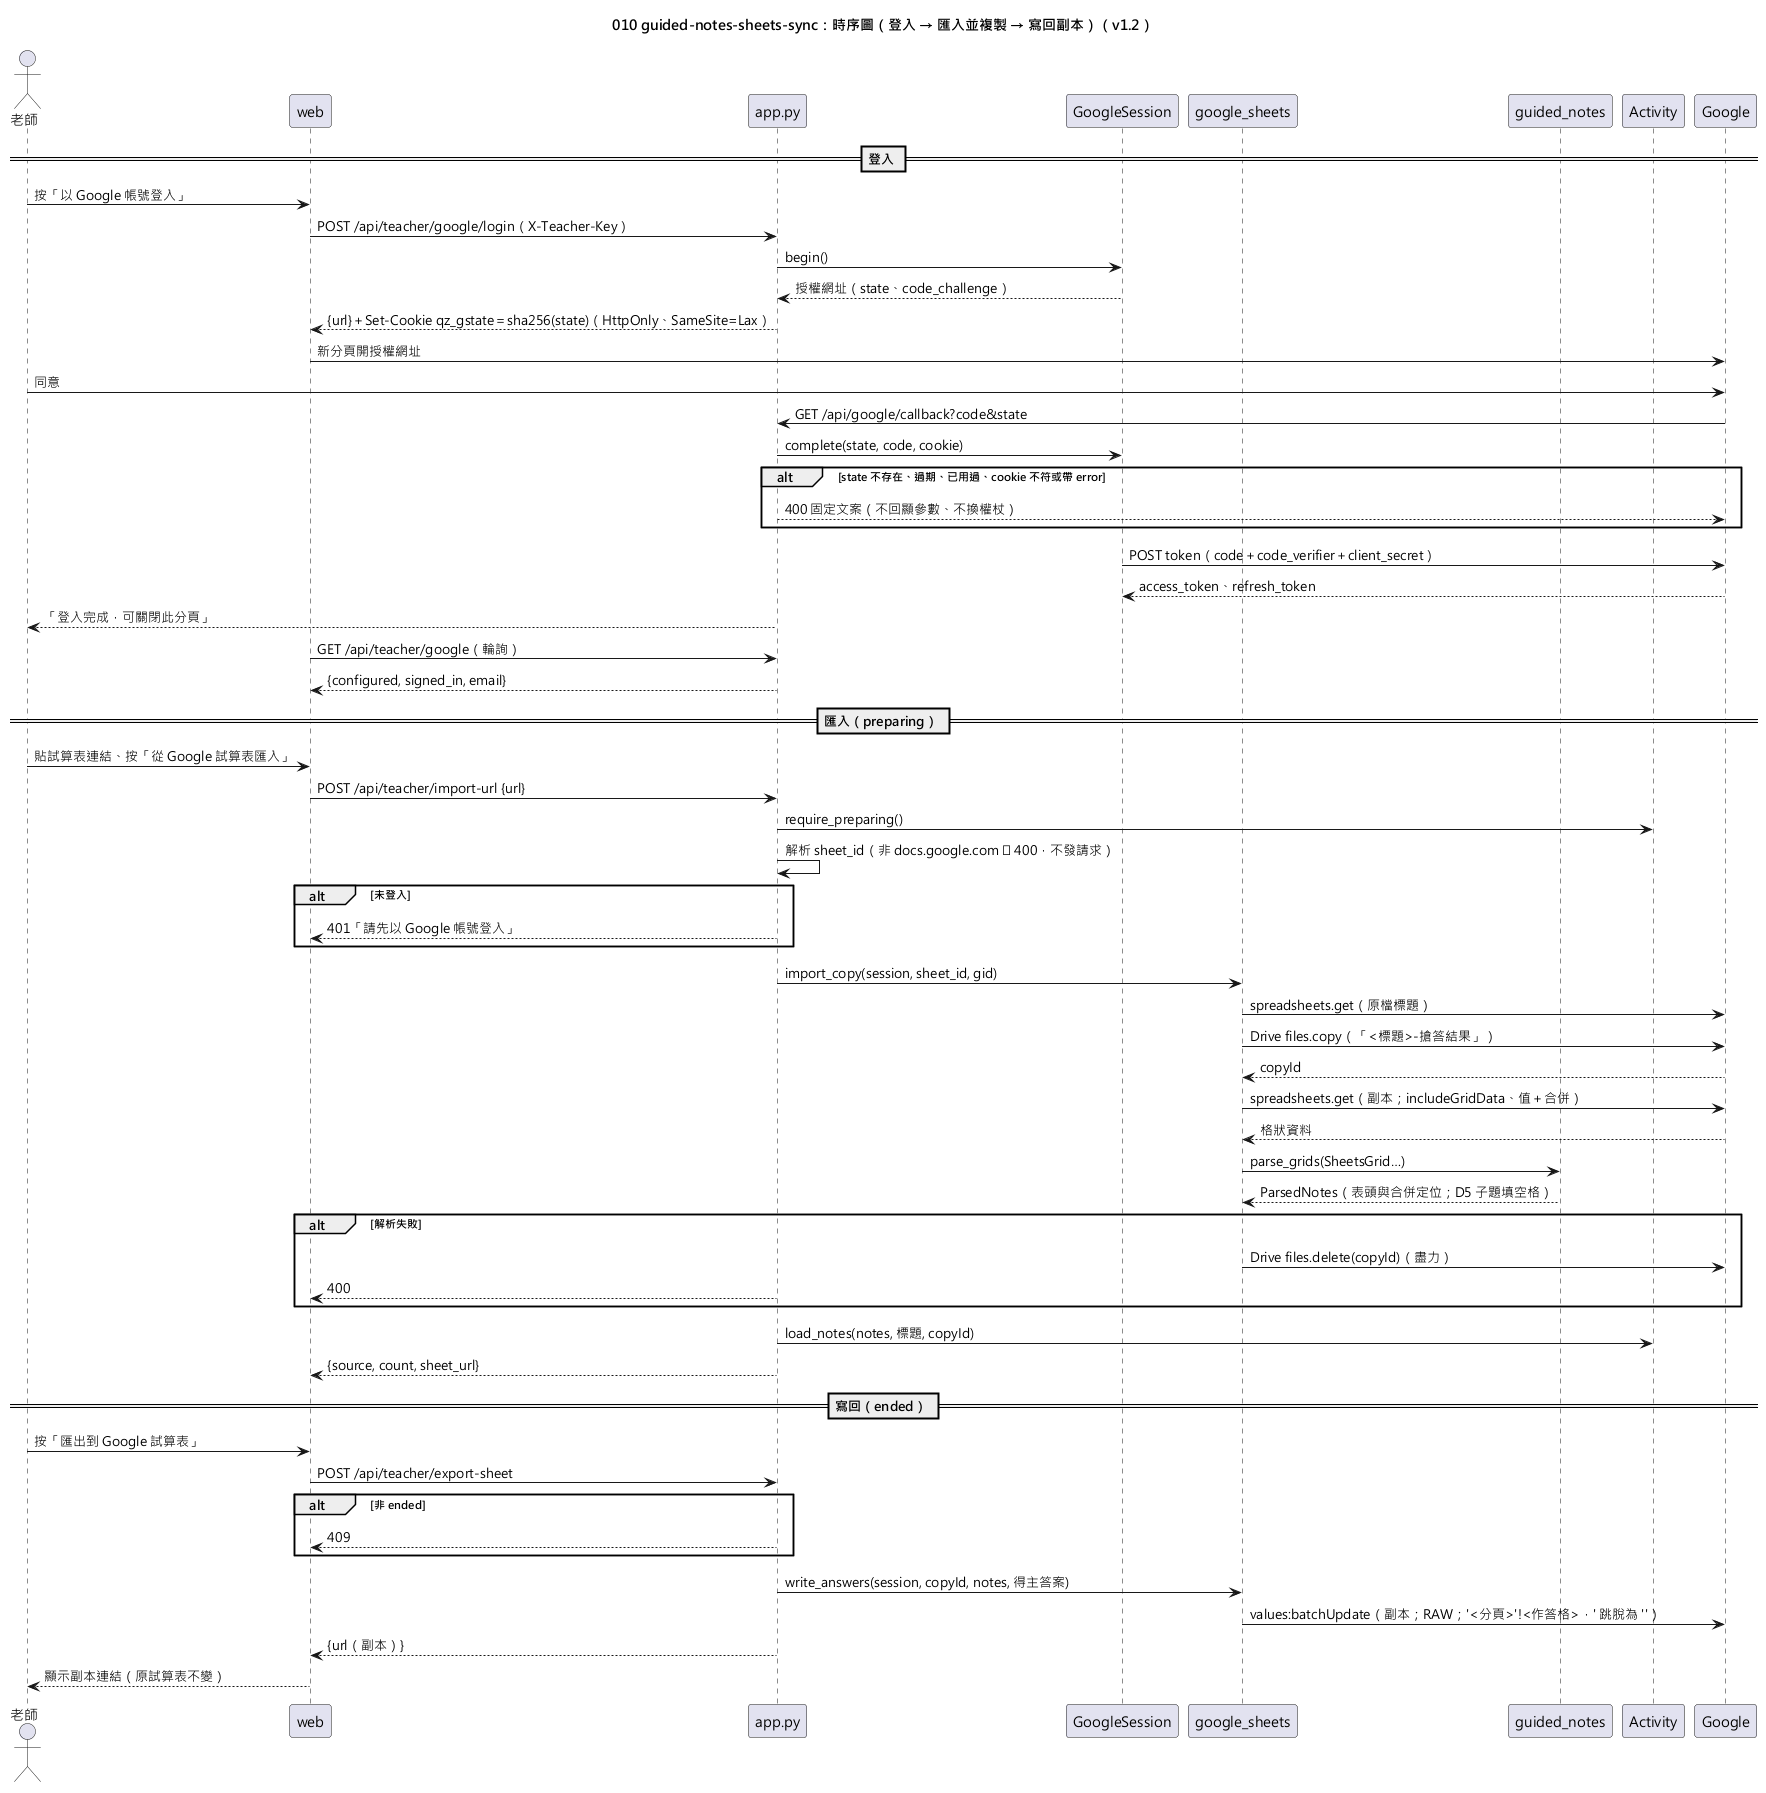 010 guided-notes-sheets-sync：時序圖（登入 → 匯入並複製 → 寫回副本）（v1.2）
老師
web
app.py
GoogleSession
google_sheets
guided_notes
Activity
Google
登入
按「以 Google 帳號登入」
POST /api/teacher/google/login（X-Teacher-Key）
begin()
授權網址（state、code_challenge）
{url}＋Set-Cookie qz_gstate＝sha256(state)（HttpOnly、SameSite=Lax）
新分頁開授權網址
同意
GET /api/google/callback?code&state
complete(state, code, cookie)
alt [state 不存在、過期、已用過、cookie 不符或帶 error]
400 固定文案（不回顯參數、不換權杖）
POST token（code＋code_verifier＋client_secret）
access_token、refresh_token
「登入完成，可關閉此分頁」
GET /api/teacher/google（輪詢）
{configured, signed_in, email}
匯入（preparing）
貼試算表連結、按「從 Google 試算表匯入」
POST /api/teacher/import-url {url}
require_preparing()
解析 sheet_id（非 docs.google.com 400，不發請求）
alt [未登入]
401「請先以 Google 帳號登入」
import_copy(session, sheet_id, gid)
spreadsheets.get（原檔標題）
Drive files.copy（「<標題>-搶答結果」）
copyId
spreadsheets.get（副本；includeGridData、值＋合併）
格狀資料
parse_grids(SheetsGrid…)
ParsedNotes（表頭與合併定位；D5 子題填空格）
alt [解析失敗]
Drive files.delete(copyId)（盡力）
400
load_notes(notes, 標題, copyId)
{source, count, sheet_url}
寫回（ended）
按「匯出到 Google 試算表」
POST /api/teacher/export-sheet
alt [非 ended]
409
write_answers(session, copyId, notes, 得主答案)
values:batchUpdate（副本；RAW；'<分頁>'!<作答格>，' 跳脫為 ''）
{url（副本）}
顯示副本連結（原試算表不變）
老師
web
app.py
GoogleSession
google_sheets
guided_notes
Activity
Google